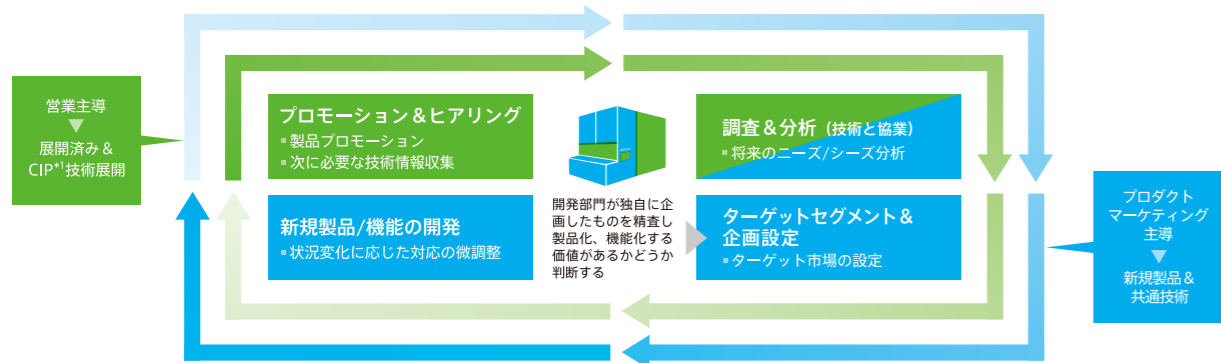 営業主導
展開済み＆
CIP*1技術展開
プロモーション＆ヒアリング
▪製品プロモーション
▪次に必要な技術情報収集
調査＆分析（技術と協業）
▪将来のニーズ/シーズ分析
新規製品/機能の開発
▪状況変化に応じた対応の微調整
開発部門が独自に企
画したものを精査し
製品化、機能化する
価値があるかどうか
判断する
ターゲットセグメント＆
企画設定
▪ターゲット市場の設定
プロダクト
マーケティング
主導
新規製品＆
共通技術